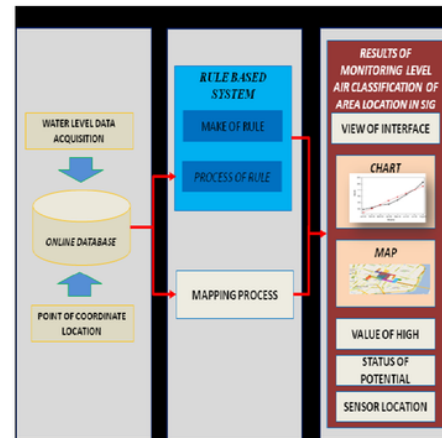 WATER LEVEL DATA
ACQUISITION
ONLINE DATABASE
POINT OF COORDINATE
LOCATION
RULE BASED
SYSTEM
MAKE OF RULE
PROCESS OF RULE
MAPPING PROCESS
RESULTS OF
MONITORING LEVEL
AIR CLASSIFICATION OF
AREA LOCATION IN SIG
VIEW OF INTERFACE
CHART
MAP
VALUE OF HIGH
STATUS OF
POTENTIAL
SENSOR LOCATION